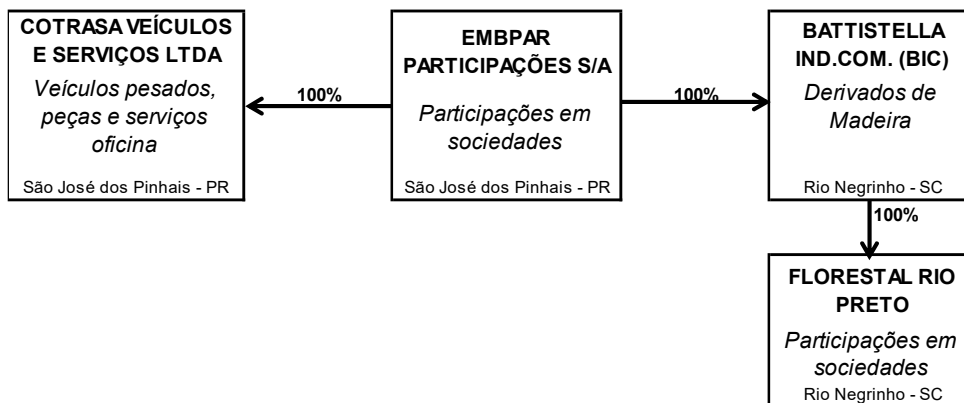 COTRASA VEÍCULOS
E SERVIÇOS LTDA
Veículos pesados,
peças e serviços
oficina
São José dos Pinhais - PR
100%
EMBPAR
PARTICIPAÇÕES S/A
Participações em
sociedades
São José dos Pinhais - PR
100%
BATTISTELLA
IND.COM. (BIC)
Derivados de
Madeira
Rio Negrinho - SC
100%
FLORESTAL RIO
PRETO
Participações em
sociedades
Rio Negrinho - SC